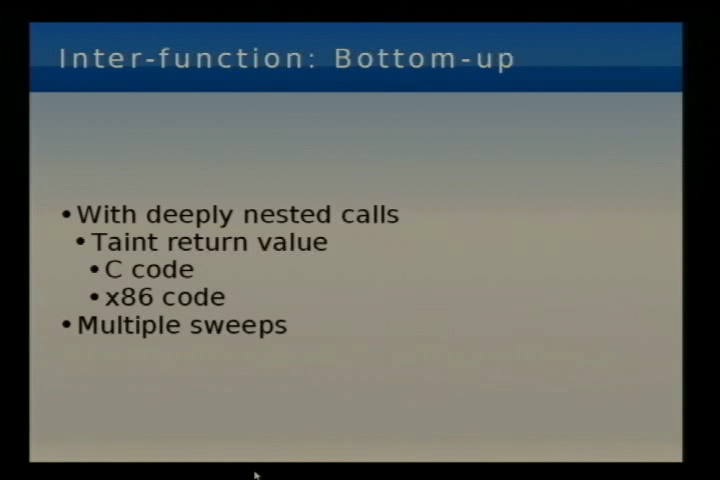 Inter-function: Bottom-up
•With deeply nested calls
•Taint return value
•C code
•x86 code
•Multiple sweeps